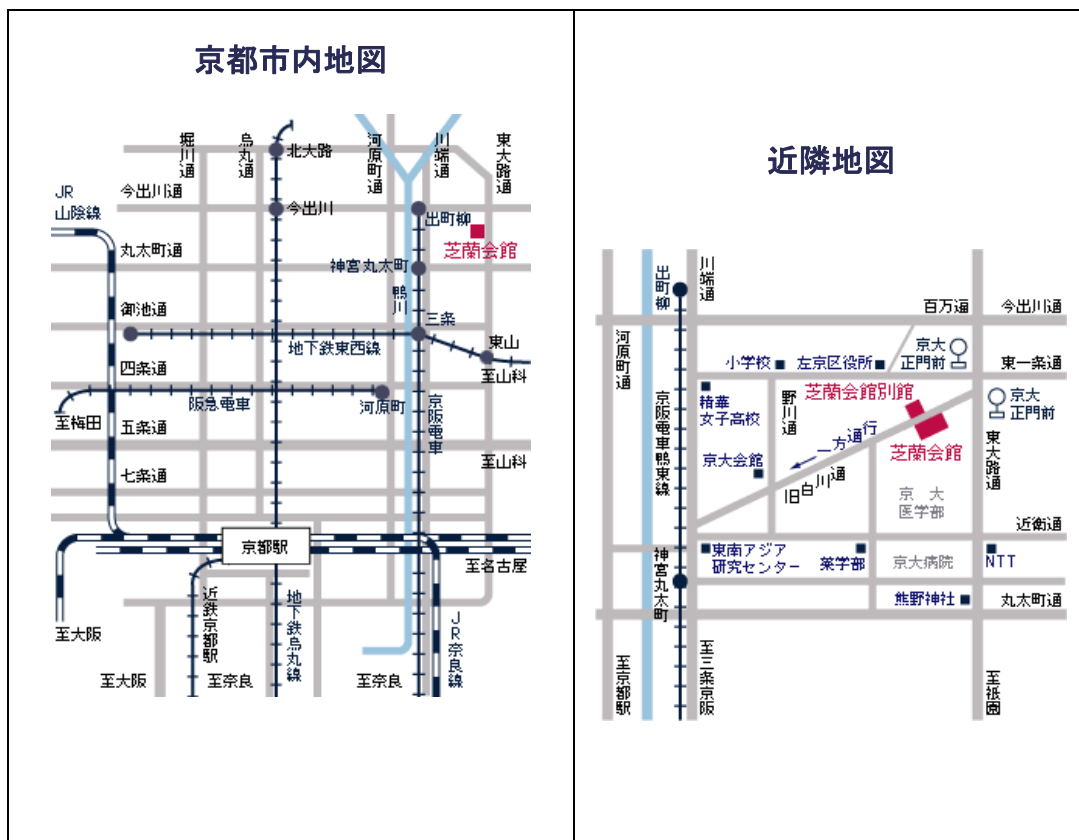 京都市内地図
堀川通
烏丸通
河原町通
川端通
東大路通
北大路
今出川通
JR
山陰線
今出川
出町柳
芝蘭会館
丸太町通
神宮丸太町
鴨川
御池通
三条
地下鉄東西線
東山
至山科
四条通
阪急電車
河原町
京阪電車
至梅田
五条通
至山科
七条通
京都駅
至名古屋
至大阪
近鉄京都駅
地下鉄烏丸線
JR奈良線
至大阪
至奈良
至奈良
近隣地図
出町柳
川端通
百万遍
今出川通
河原町通
小学校
左京区役所
京大
正門前
東一条通
精華
女子高校
野川通
芝蘭会館別館
京大
正門前
京阪電車鴨東線
一方通行
芝蘭会館
東大路通
京大会館
旧白川通
京大
医学部
近衛通
神宮丸太町
東南アジア
研究センター
薬学部
京大病院
NTT
熊野神社
丸太町通
至京都駅
至三条京阪
至祇園